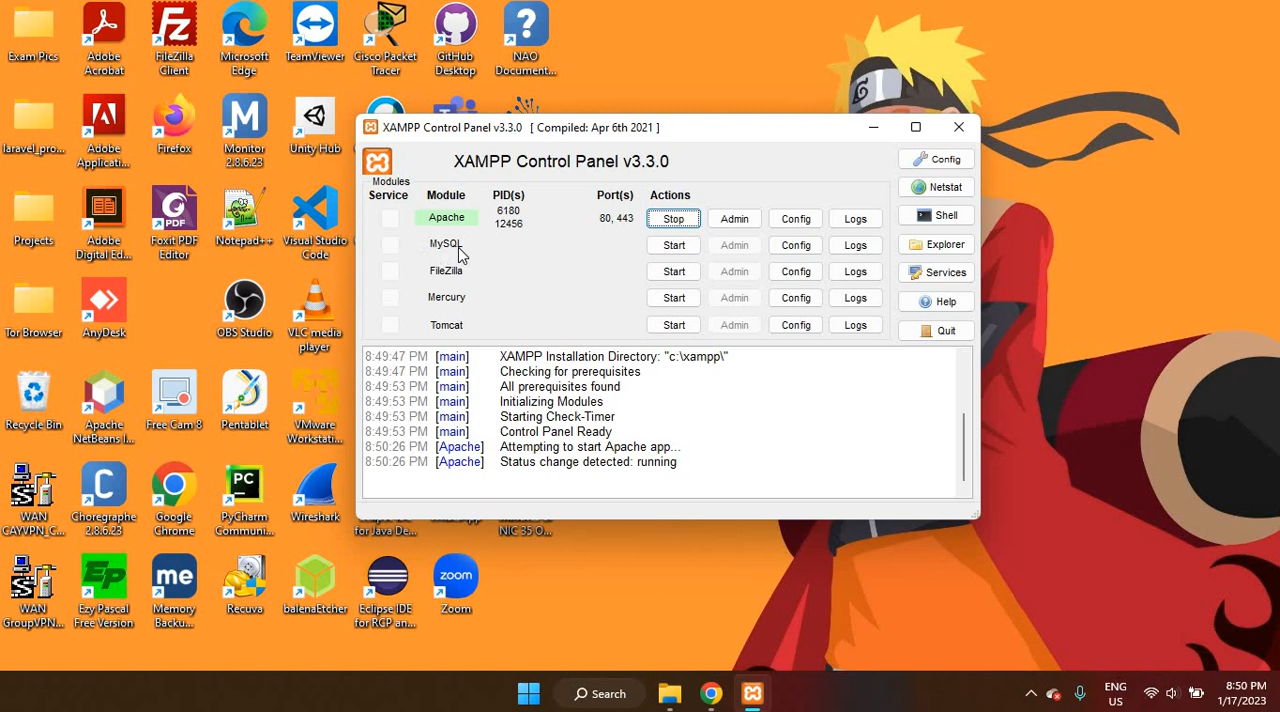 Exam Pics
Adobe
Acrobat
FileZilla
Client
Microsoft
Edge
TeamViewer
Cisco Packet
Tracer
GitHub
Desktop
NAO
Document...
laravel_pro...
Adobe
Applicati...
Firefox
Monitor
2.8.6.23
Unity Hub
Projects
Adobe
Digital Ed...
Foxit PDF
Editor
Notepad++
Visual Studio
Code
Tor Browser
AnyDesk
OBS Studio
VLC media
player
Recycle Bin
Apache
NetBeans I...
Free Cam 8
Pentablet
VMware
Workstati...
WAN
CAYVPN_C...
Choregraphe
2.8.6.23
Google
Chrome
PyCharm
Communi...
Wireshark
for Java De...
NIC 35 O...
WAN
GroupVPN...
Ezy Pascal
Free Version
Memory
Backu...
Recuva
balenaEtcher
Eclipse IDE
for RCP an...
Zoom
XAMPP Control Panel v3.3.0 [ Compiled: Apr 6th 2021 ]
XAMPP Control Panel v3.3.0
Config
Modules
Service Module PID(s) Port(s) Actions
Netstat
Apache 6180
12456 80, 443 Stop Admin Config Logs
Shell
MySQL Start Admin Config Logs
Explorer
FileZilla Start Admin Config Logs
Services
Mercury Start Admin Config Logs
Help
Tomcat Start Admin Config Logs
Quit
8:49:47 PM [main] XAMPP Installation Directory: "c:\xampp\"
8:49:47 PM [main] Checking for prerequisites
8:49:53 PM [main] All prerequisites found
8:49:53 PM [main] Initializing Modules
8:49:53 PM [main] Starting Check-Timer
8:49:53 PM [main] Control Panel Ready
8:50:26 PM [Apache] Attempting to start Apache app...
8:50:26 PM [Apache] Status change detected: running
Search
ENG
US
8:50 PM
1/17/2023